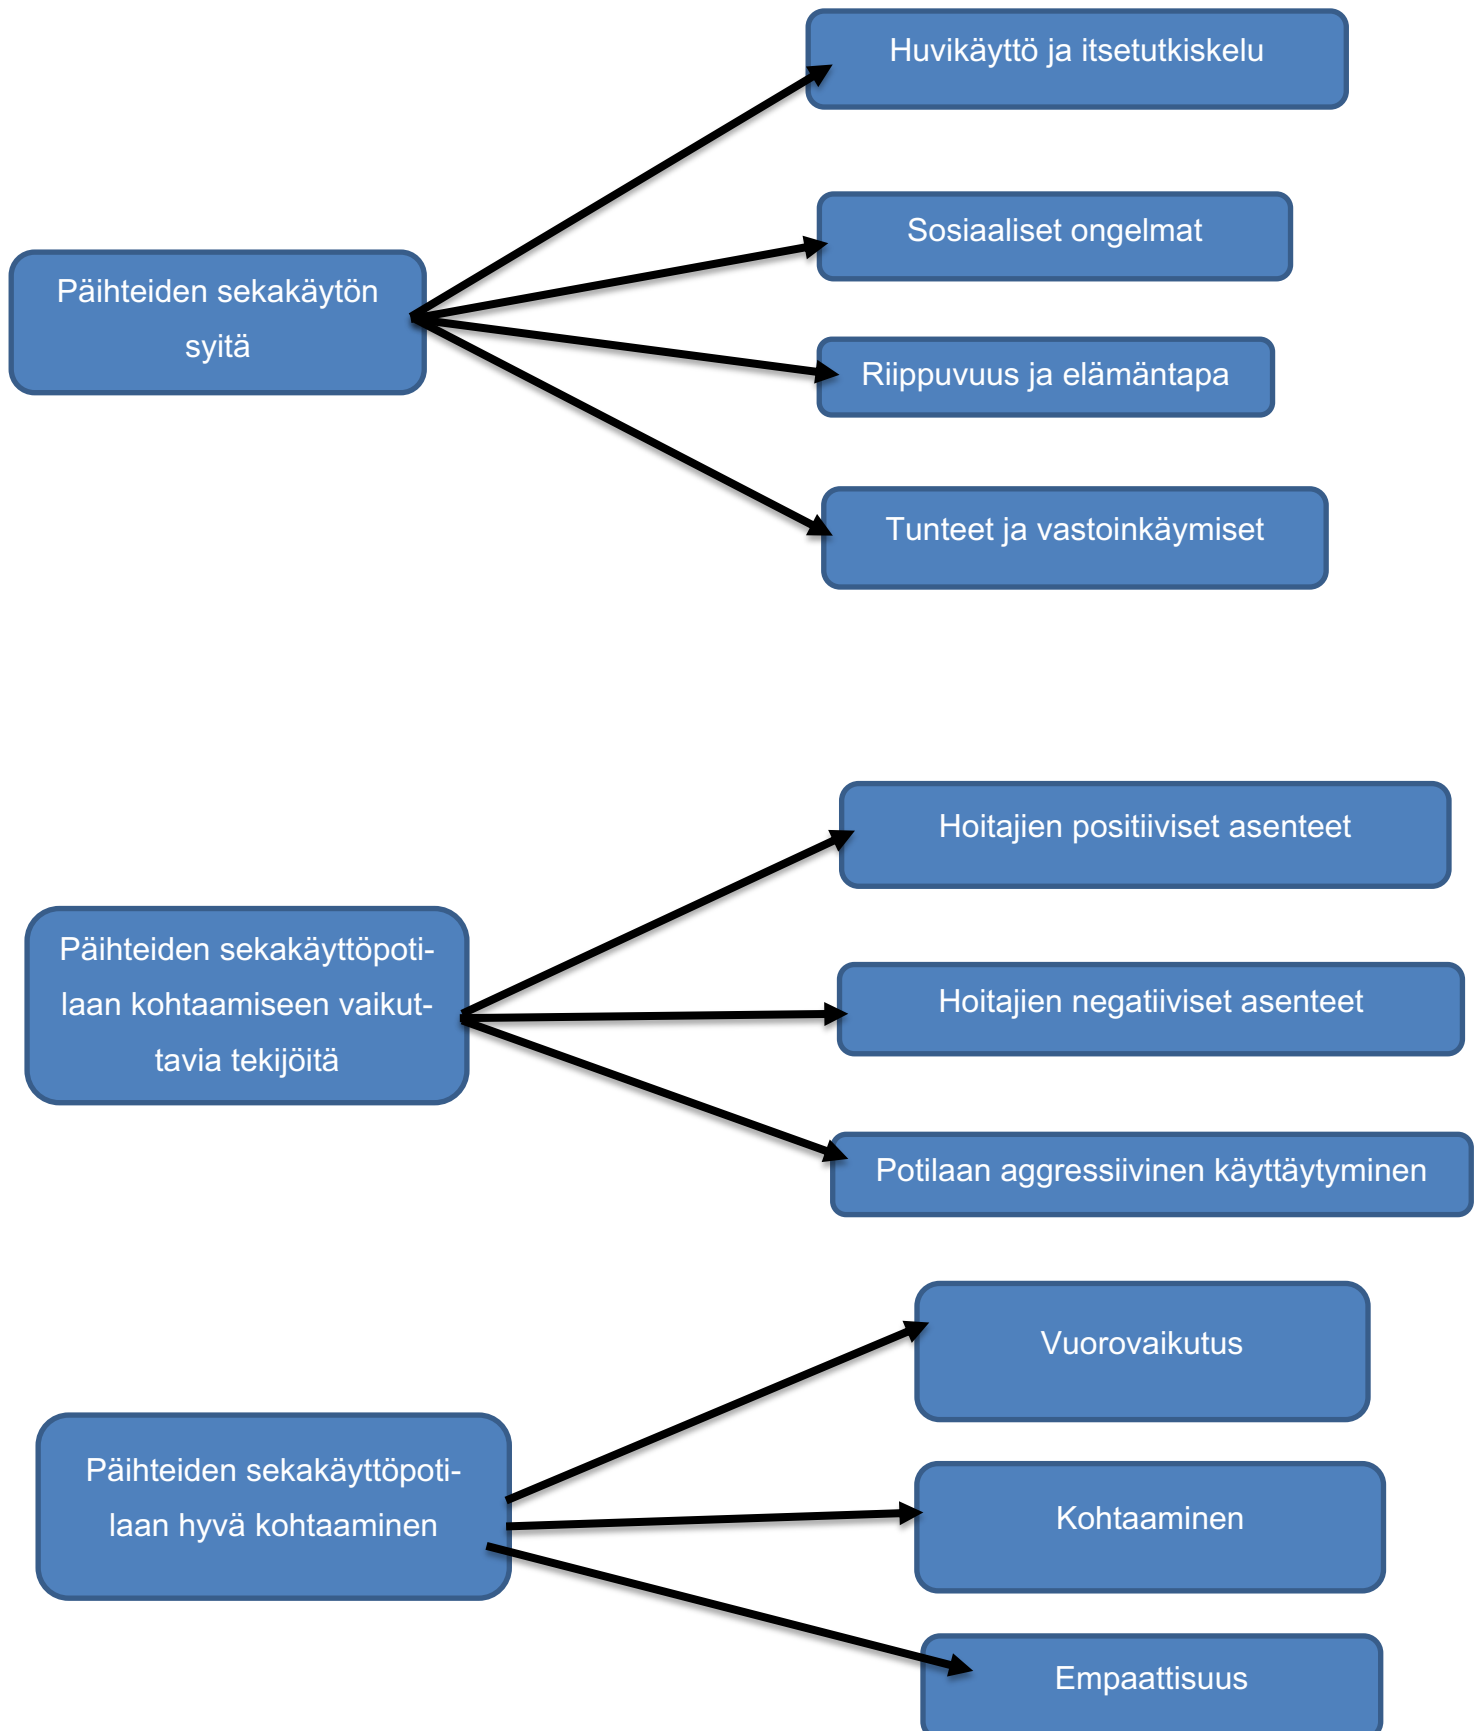 Huvikäyttö ja itsetutkiskelu
Sosiaaliset ongelmat
Päihteiden sekakäytön
syitä
Riippuvuus ja elämäntapa
Tunteet ja vastoinkäymiset
Hoitajien positiiviset asenteet
Päihteiden sekakäyttöpoti-
laan kohtaamiseen vaikut-
tavia tekijöitä
Hoitajien negatiiviset asenteet
Potilaan aggressiivinen käyttäytyminen
Vuorovaikutus
Päihteiden sekakäyttöpoti-
laan hyvä kohtaaminen
Kohtaaminen
Empaattisuus